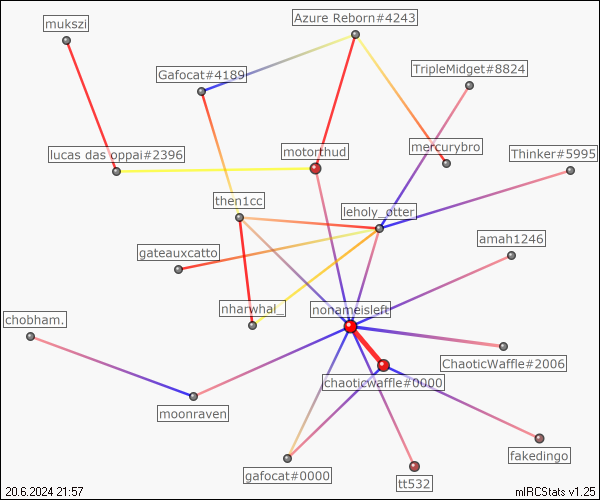 Azure Reborn#4243
mukszi
TripleMidget#8824
Gafocat#4189
mercurybro
motorthud
Thinker#5995
lucas das oppai#2396
then1cc
leholy_otter
amah1246
gateauxcatto
nharwhal_
nonameisleft
chobham.
ChaoticWaffle#2006
chaoticwaffle#0000
moonraven
fakedingo
gafocat#0000
tt532
20.6.2024 21:57
mIRCStats v1.25